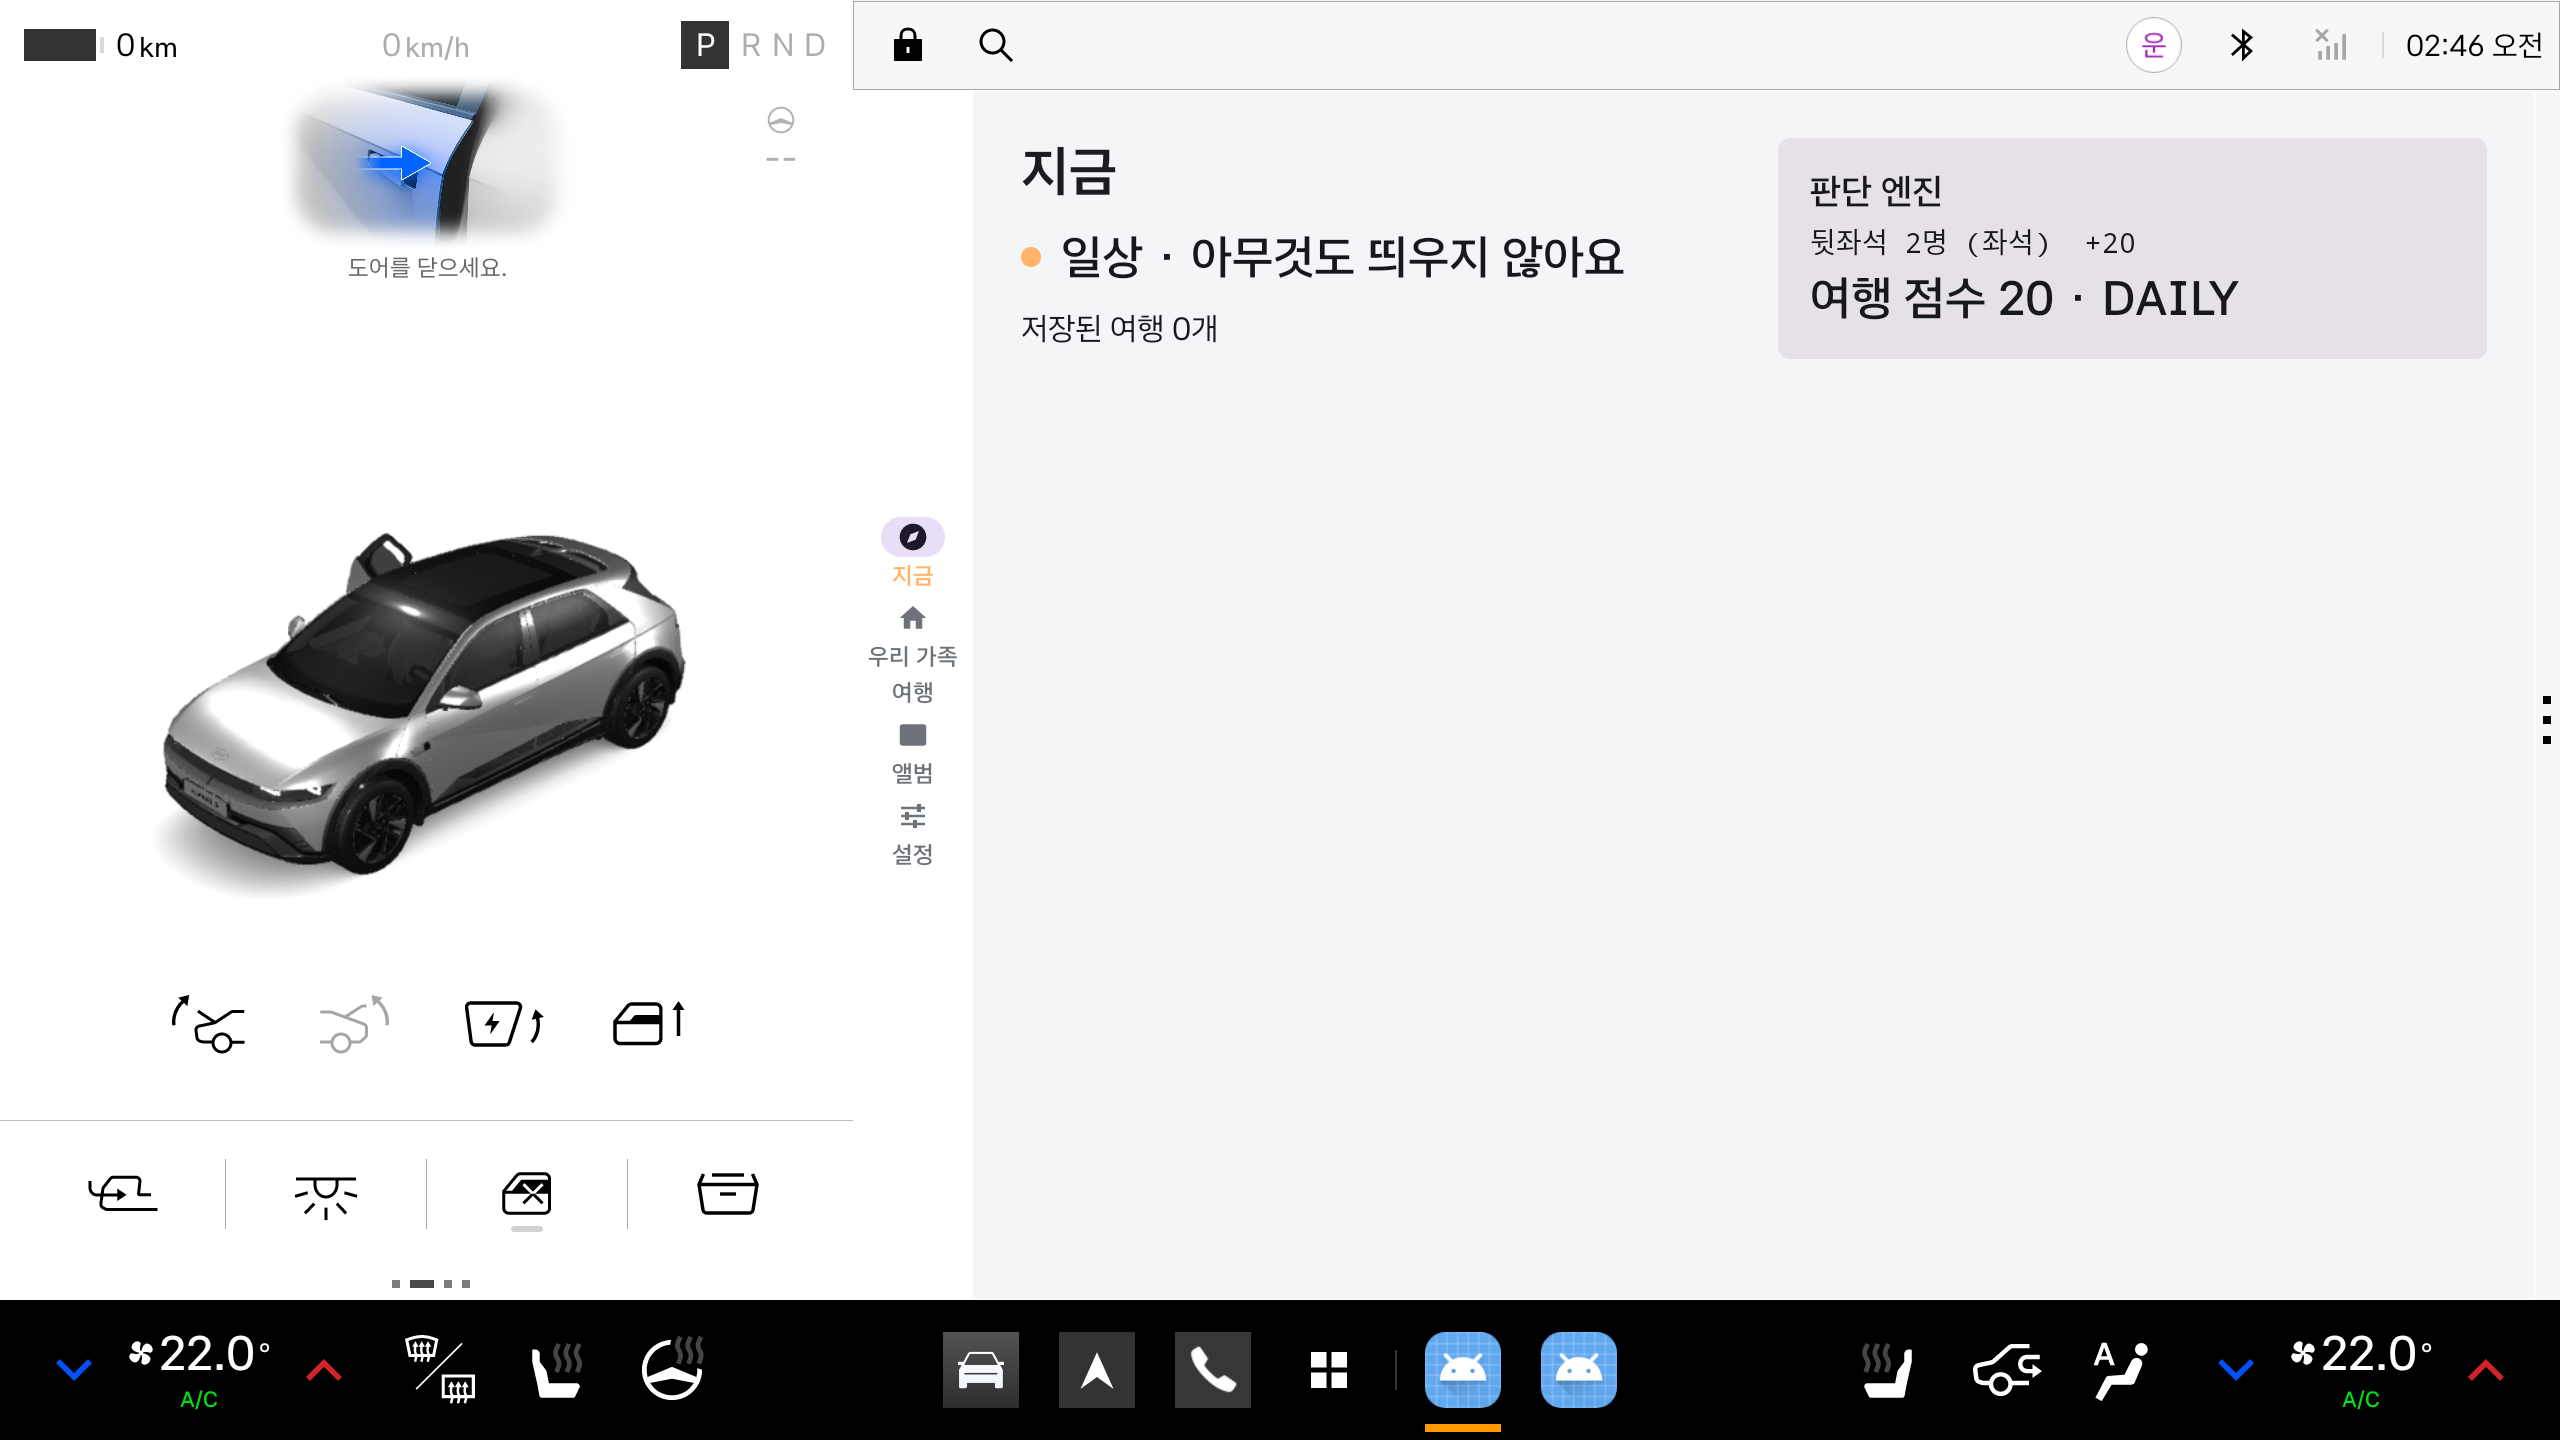 0 km
0 km/h
P R N D
운
02:46 오전
도어를 닫으세요.
지금
일상 · 아무것도 띄우지 않아요
저장된 여행 0개
판단 엔진
뒷좌석 2명 (좌석) +20
여행 점수 20 · DAILY
지금
우리 가족
여행
앨범
설정
22.0°
A/C
A
22.0°
A/C